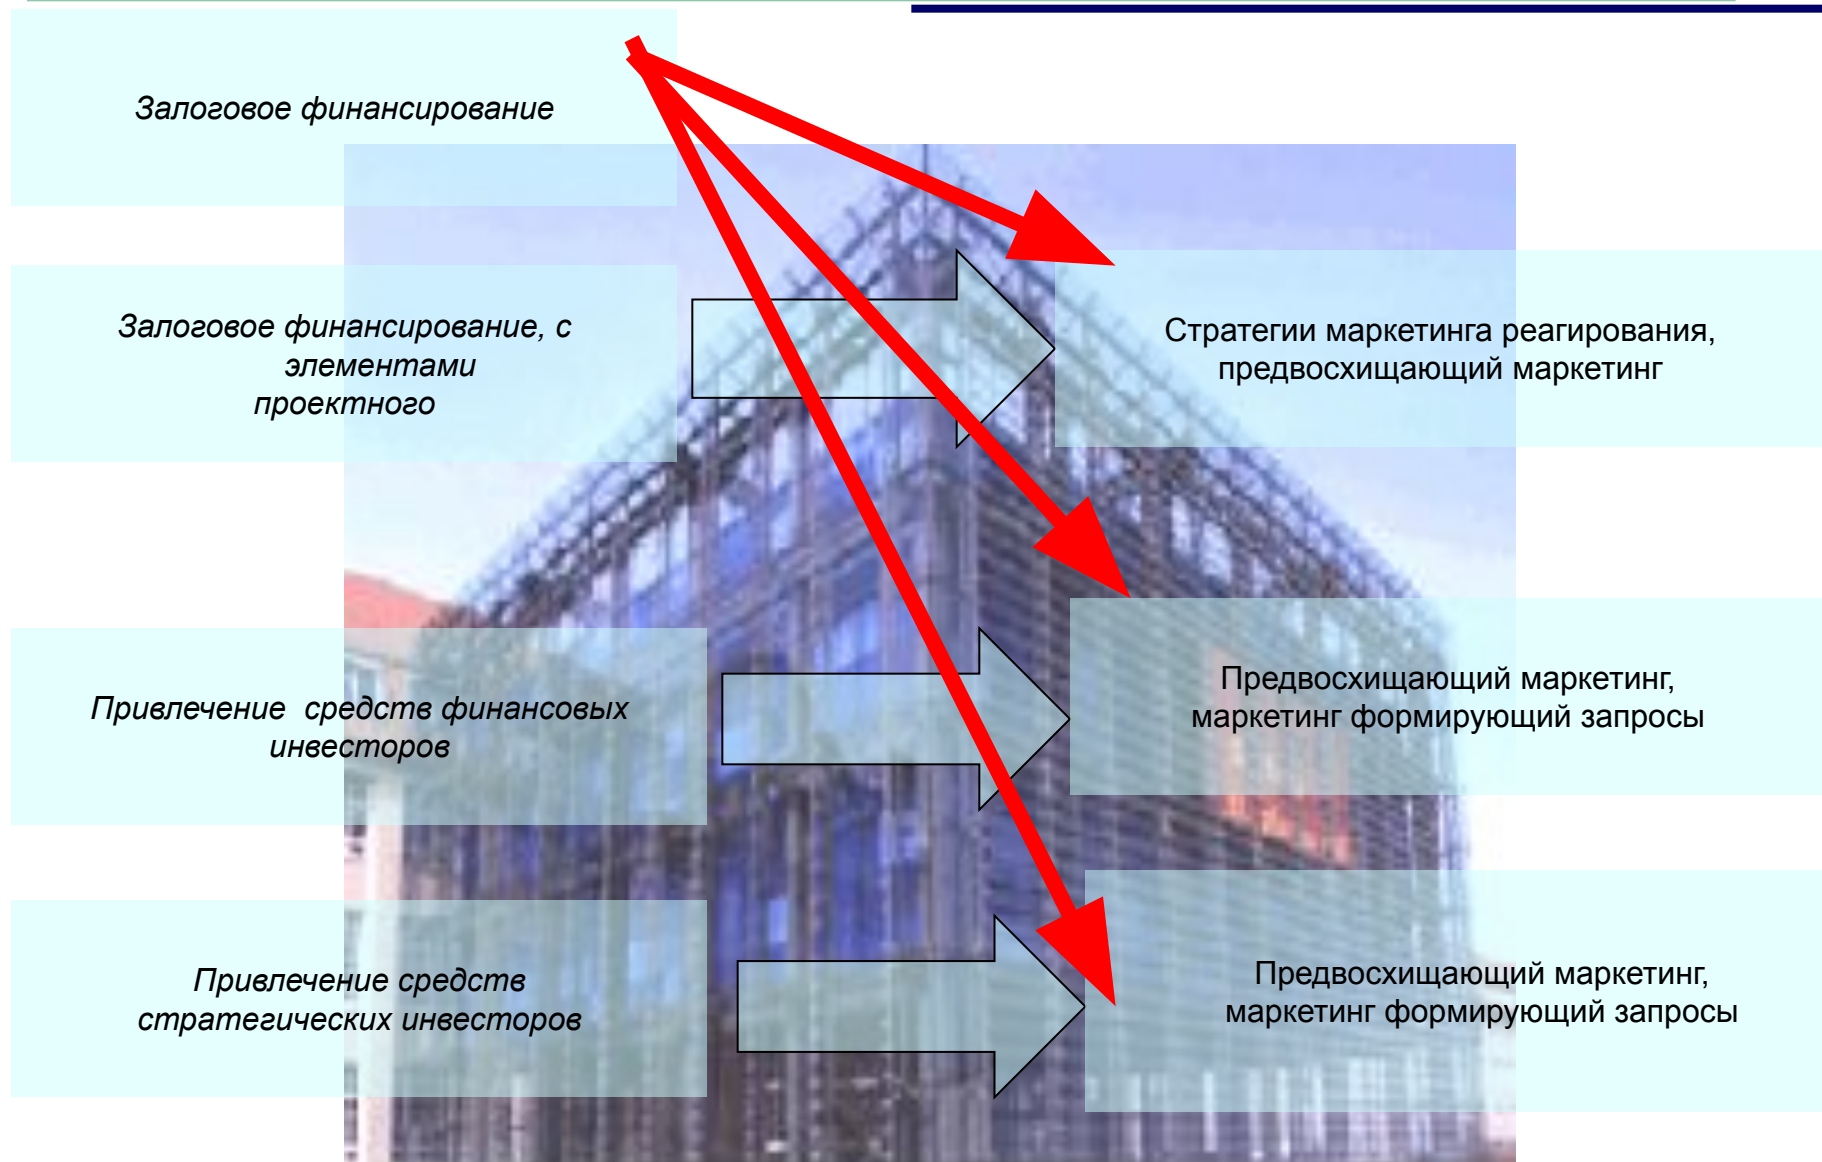 Залоговое финансирование
Залоговое финансирование, с
элементами
проектного
Стратегии маркетинга реагирования,
предвосхищающий маркетинг
Привлечение  средств финансовых
инвесторов
Предвосхищающий маркетинг,
маркетинг формирующий запросы
Привлечение средств
стратегических инвесторов
Предвосхищающий маркетинг,
маркетинг формирующий запросы